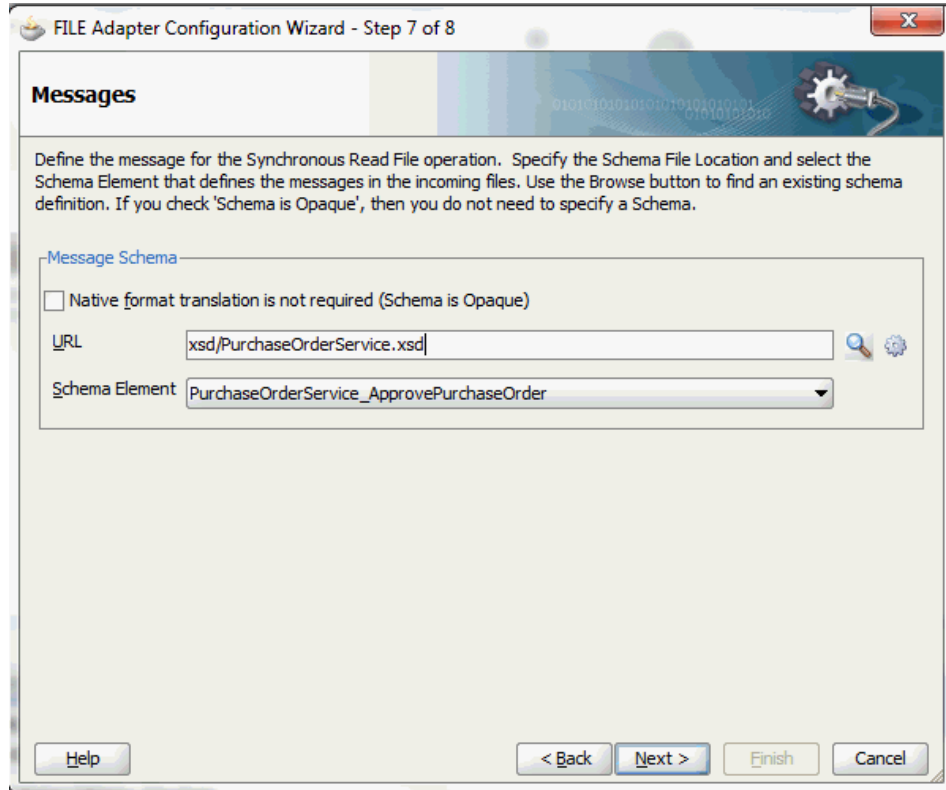 FILE Adapter Configuration Wizard - Step 7 of 8
Messages
Define the message for the Synchronous Read File operation.  Specify the Schema File Location and select the
Schema Element that defines the messages in the incoming files. Use the Browse button to find an existing schema
definition. If you check 'Schema is Opaque', then you do not need to specify a Schema.
Message Schema
Native format translation is not required (Schema is Opaque)
URL xsd/PurchaseOrderService.xsd
Schema Element PurchaseOrderService_ApprovePurchaseOrder
Help < Back Next > Finish Cancel